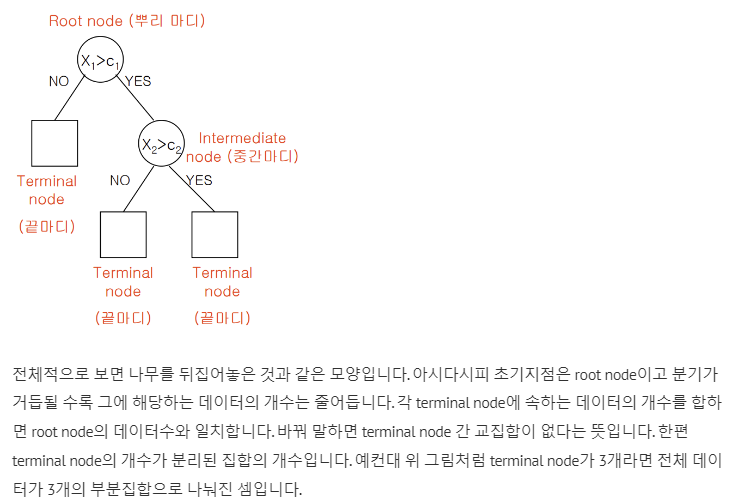 Root node (뿌리 마디)
X1>c1
NO
YES
X2>c2
Intermediate
node (중간마디)
Terminal
node
(끝마디)
NO
YES
Terminal
node
(끝마디)
Terminal
node
(끝마디)
전체적으로 보면 나무를 뒤집어놓은 것과 같은 모양입니다. 아시다시피 초기지점은 root node이고 분기가
거듭될 수록 그에 해당하는 데이터의 개수는 줄어듭니다. 각 terminal node에 속하는 데이터의 개수를 합하
면 root node의 데이터수와 일치합니다. 바꿔 말하면 terminal node 간 교집합이 없다는 뜻입니다. 한편
terminal node의 개수가 분리된 집합의 개수입니다. 예컨대 위 그림처럼 terminal node가 3개라면 전체 데이
터가 3개의 부분집합으로 나눠진 셈입니다.